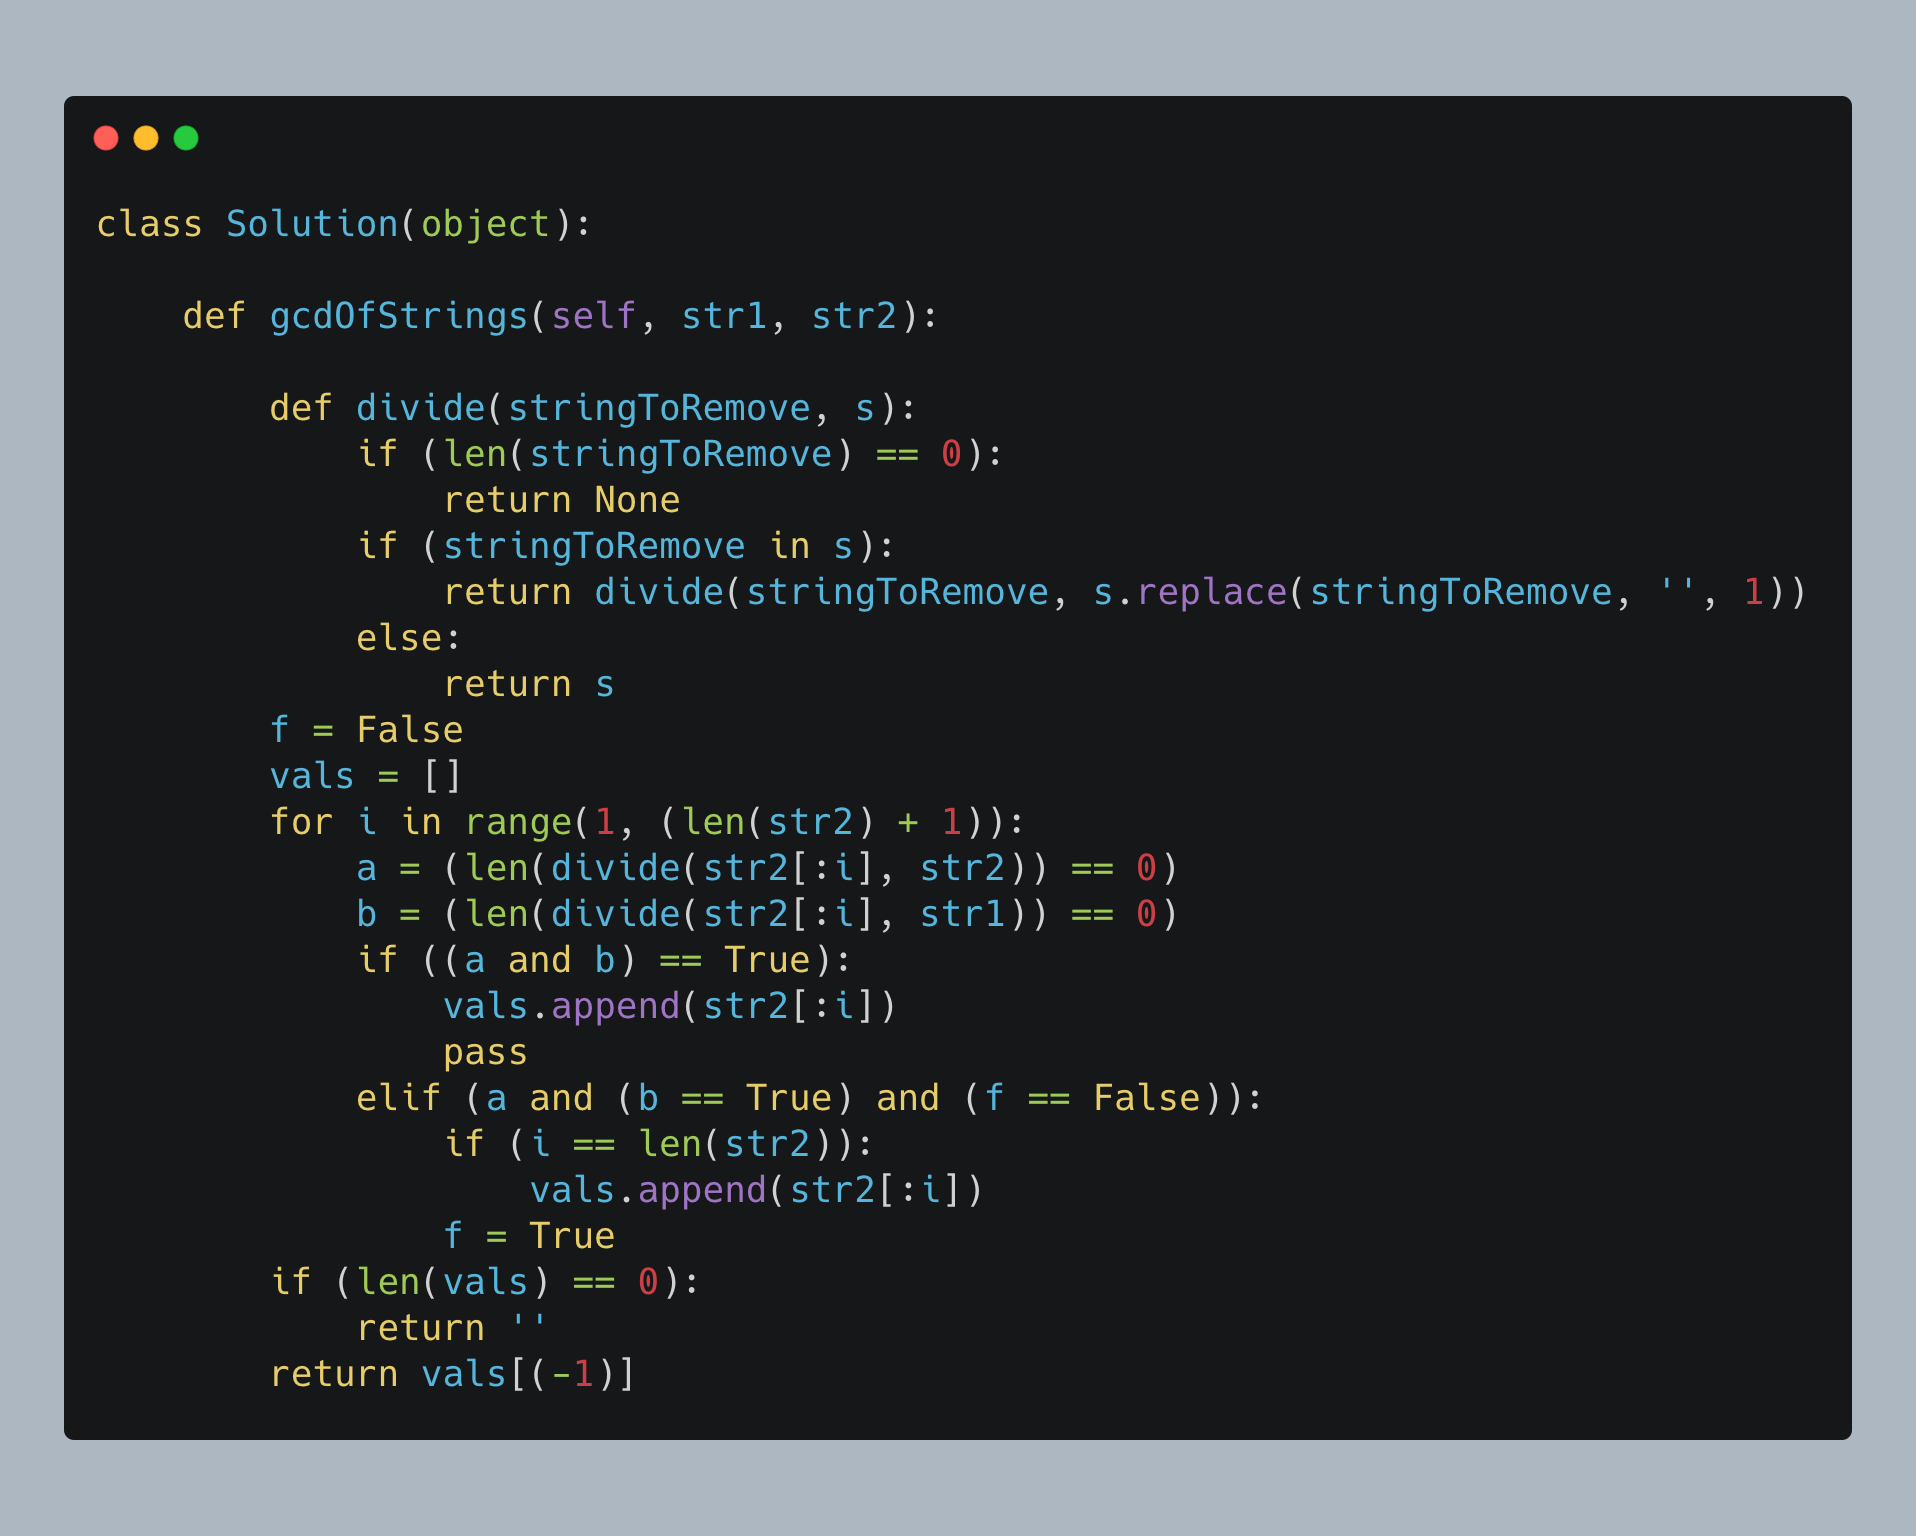 class Solution(object):

    def gcdOfStrings(self, str1, str2):

        def divide(stringToRemove, s):
            if (len(stringToRemove) == 0):
                return None
            if (stringToRemove in s):
                return divide(stringToRemove, s.replace(stringToRemove, '', 1))
            else:
                return s
        f = False
        vals = []
        for i in range(1, (len(str2) + 1)):
            a = (len(divide(str2[:i], str2)) == 0)
            b = (len(divide(str2[:i], str1)) == 0)
            if ((a and b) == True):
                vals.append(str2[:i])
                pass
            elif (a and (b == True) and (f == False)):
                if (i == len(str2)):
                    vals.append(str2[:i])
                f = True
        if (len(vals) == 0):
            return ''
        return vals[(-1)]